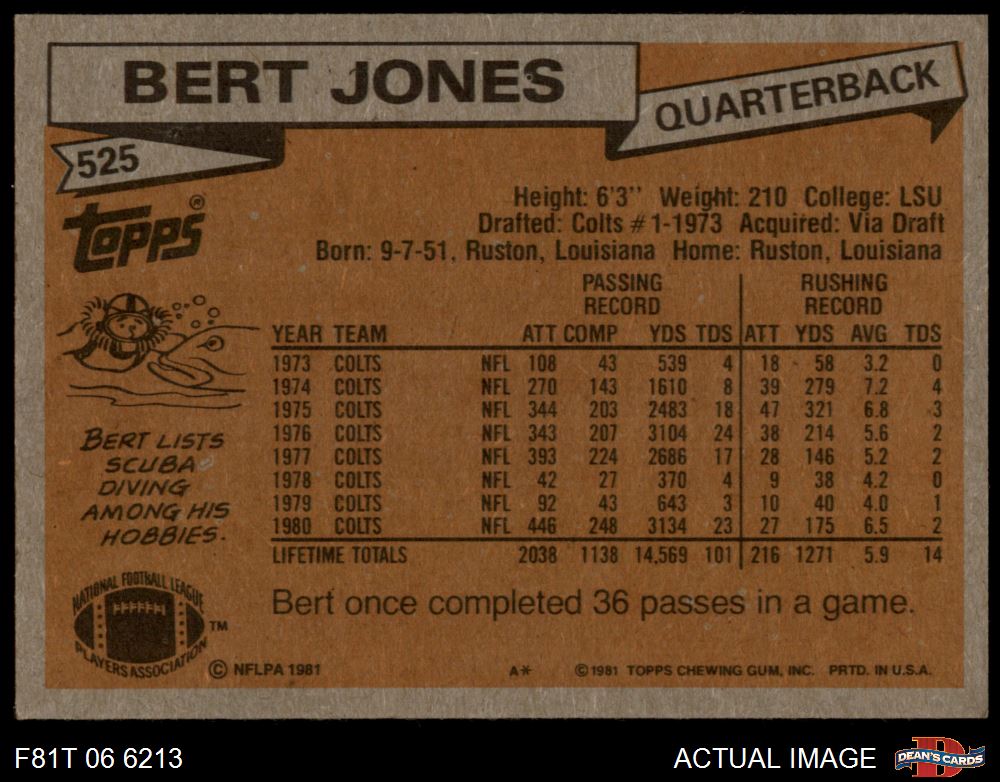 BERT JONES
QUARTERBACK
525
TOPPS®
Height: 6'3'' Weight: 210 College: LSU
Drafted: Colts #1-1973 Acquired: Via Draft
Born: 9-7-51, Ruston, Louisiana Home: Ruston, Louisiana
PASSING RECORD RUSHING RECORD
YEAR TEAM ATT COMP YDS TDS ATT YDS AVG TDS
1973 COLTS NFL 108 43 539 4 18 58 3.2 0
1974 COLTS NFL 270 143 1610 8 39 279 7.2 4
1975 COLTS NFL 344 203 2483 18 47 321 6.8 3
1976 COLTS NFL 343 207 3104 24 38 214 5.6 2
1977 COLTS NFL 393 224 2686 17 28 146 5.2 2
1978 COLTS NFL 42 27 370 4 9 38 4.2 0
1979 COLTS NFL 92 43 643 3 10 40 4.0 1
1980 COLTS NFL 446 248 3134 23 27 175 6.5 2
LIFETIME TOTALS 2038 1138 14,569 101 216 1271 5.9 14
BERT LISTS
SCUBA
DIVING
AMONG HIS
HOBBIES.
Bert once completed 36 passes in a game.
NATIONAL FOOTBALL LEAGUE
PLAYERS ASSOCIATION
TM
© NFLPA 1981 A* © 1981 TOPPS CHEWING GUM, INC. PRTD. IN U.S.A.
F81T 06 6213 ACTUAL IMAGE
D
DEAN'S CARDS